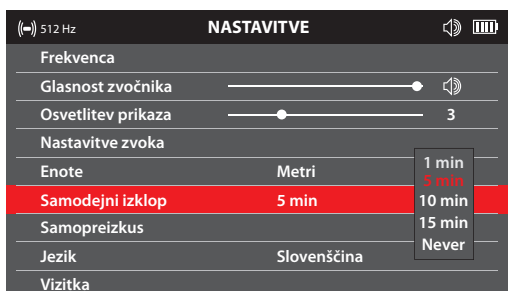 512 Hz NASTAVITVE
Frekvenca
Glasnost zvočnika
Osvetlitev prikaza 3
Nastavitve zvoka
Enote Metri
Samodejni izklop 5 min
Samopreizkus
Jezik Slovenščina
Vizitka
1 min
5 min
10 min
15 min
Never